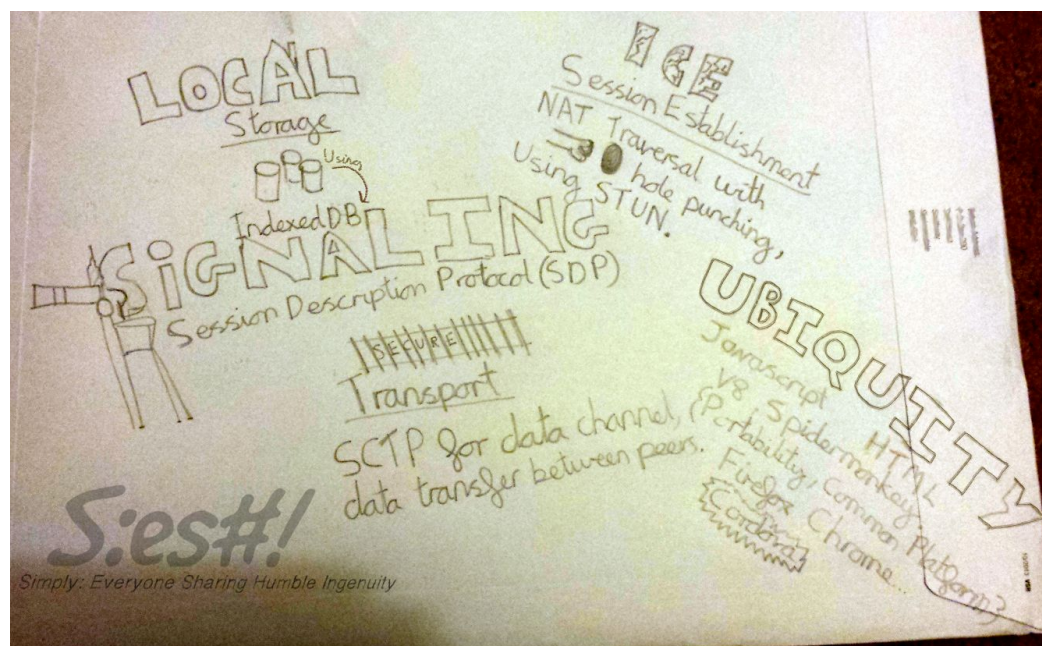 LOCAL
Storage
Using
IndexedDB
ICE
Session Establishment
NAT Traversal with
hole punching,
Using STUN.
SiGNALING
Session Description Protocol (SDP)
SECURE
Transport
SCTP for data channel,
data transfer between peers.
UBIQUITY
Javascript HTML
V8 Spidermonkey
(Portability, Common Platform)
Firefox Chrome...
Cordova
S:es#!
Simply: Everyone Sharing Humble Ingenuity